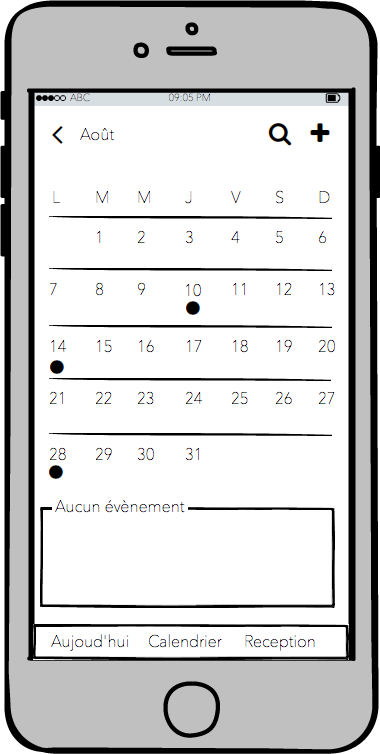 ABC 09:05 PM
Août
L M M J V S D
1 2 3 4 5 6
7 8 9 10 11 12 13
14 15 16 17 18 19 20
21 22 23 24 25 26 27
28 29 30 31
Aucun évènement
Aujourd'hui Calendrier Reception